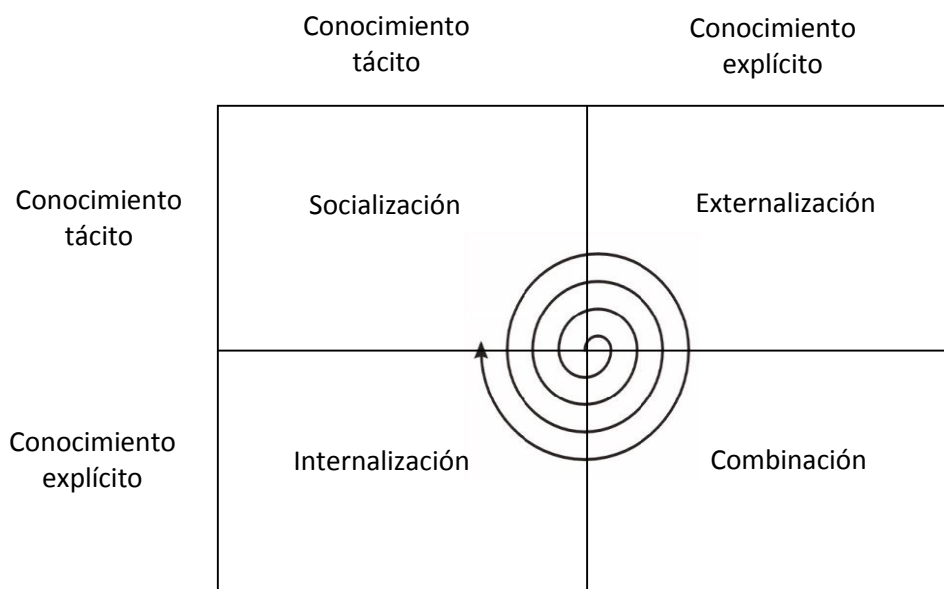 Conocimiento
tácito
Conocimiento
explícito
Conocimiento
tácito
Socialización
Externalización
Conocimiento
explícito
Internalización
Combinación